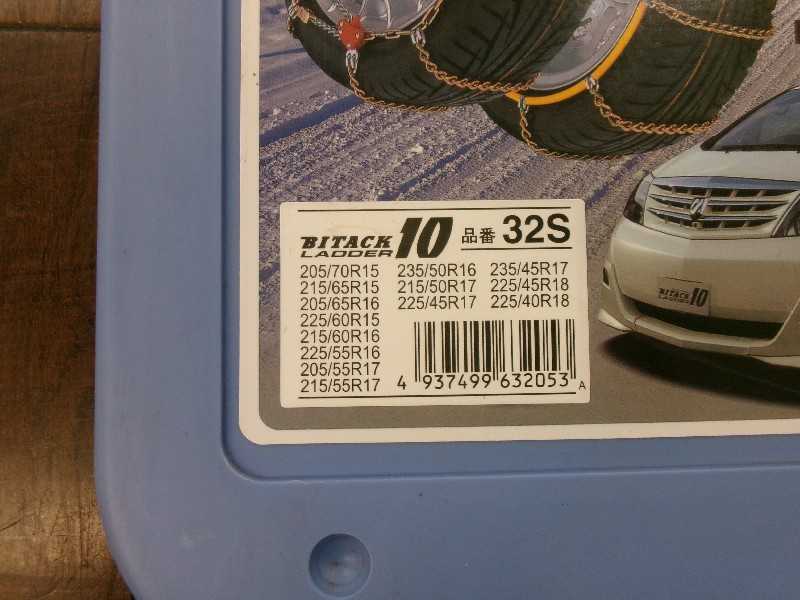 BITACK LADDER 10 品番 32S
205/70R15 235/50R16 235/45R17
215/65R15 215/50R17 225/45R18
205/65R16 225/45R17 225/40R18
225/60R15
215/60R16
225/55R16
205/55R17
215/55R17
4 937499 632053 A
BITACK LADDER 10